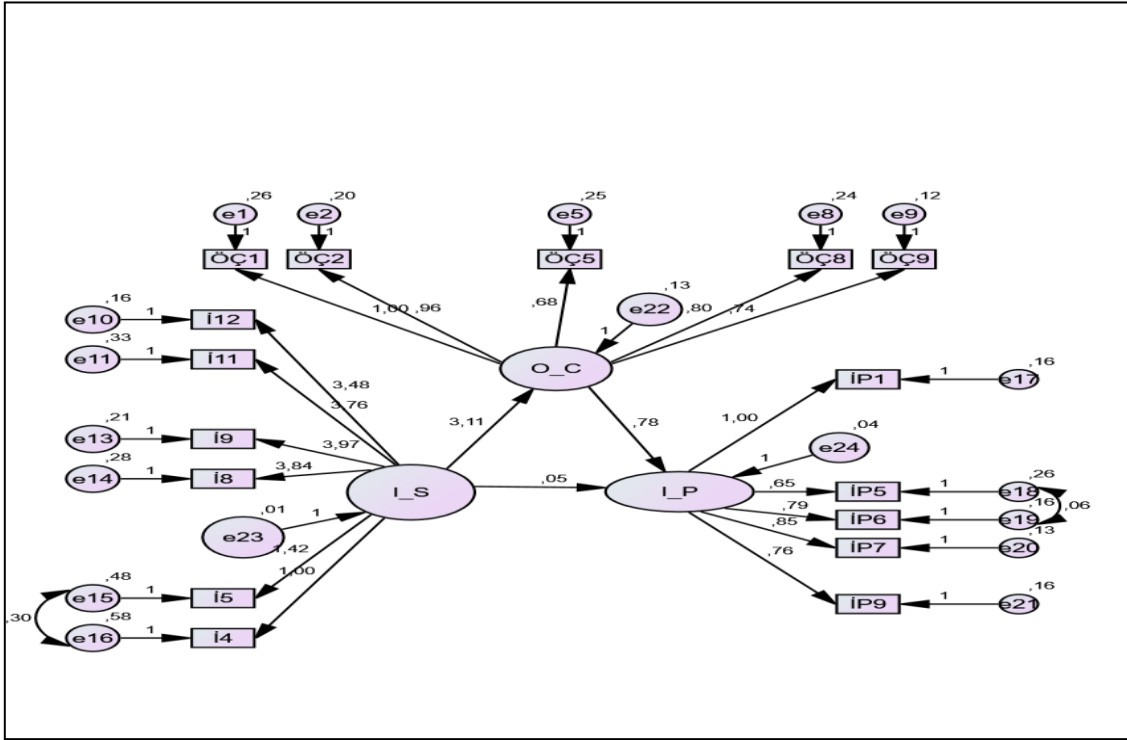 ,26 ,20 ,25 ,24 ,12
e1 e2 e5 e8 e9
1 1 1 1 1
ÖÇ1 ÖÇ2 ÖÇ5 ÖÇ8 ÖÇ9
,13
e22
1,00 ,96 ,68 ,80 ,74
,16
e10 1 İ12
,33
e11 1 İ11
1
O_C
,16
İP1 1 e17
3,48
3,76
3,11 ,78 1,00
,21
e13 1 İ9
,04
e24
3,97
1
,28
e14 1 İ8
3,84
I_S ,05 I_P
,65 İP5 1 e18 ,26
,79 İP6 1 e19 ,16 ,06
,85 İP7 1 e20 ,13
,01
e23 1
1,42
1,00
,76
,48
e15 1 İ5
İP9 1 e21 ,16
,30
,58
e16 1 İ4